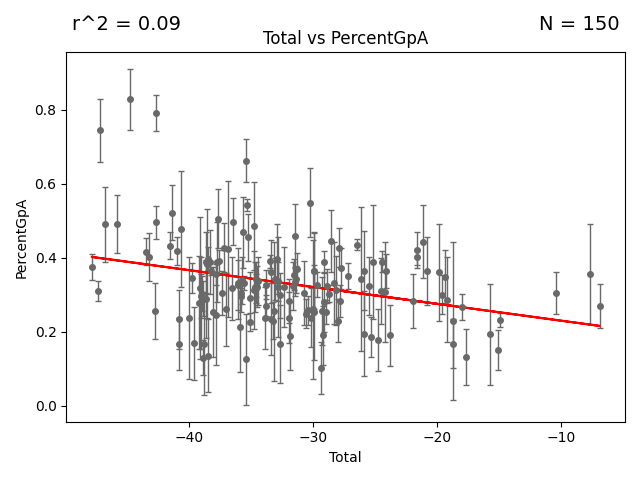 r^2 = 0.09
N = 150
Total vs PercentGpA
PercentGpA
0.8
0.6
0.4
0.2
0.0
−40
−30
−20
−10
Total